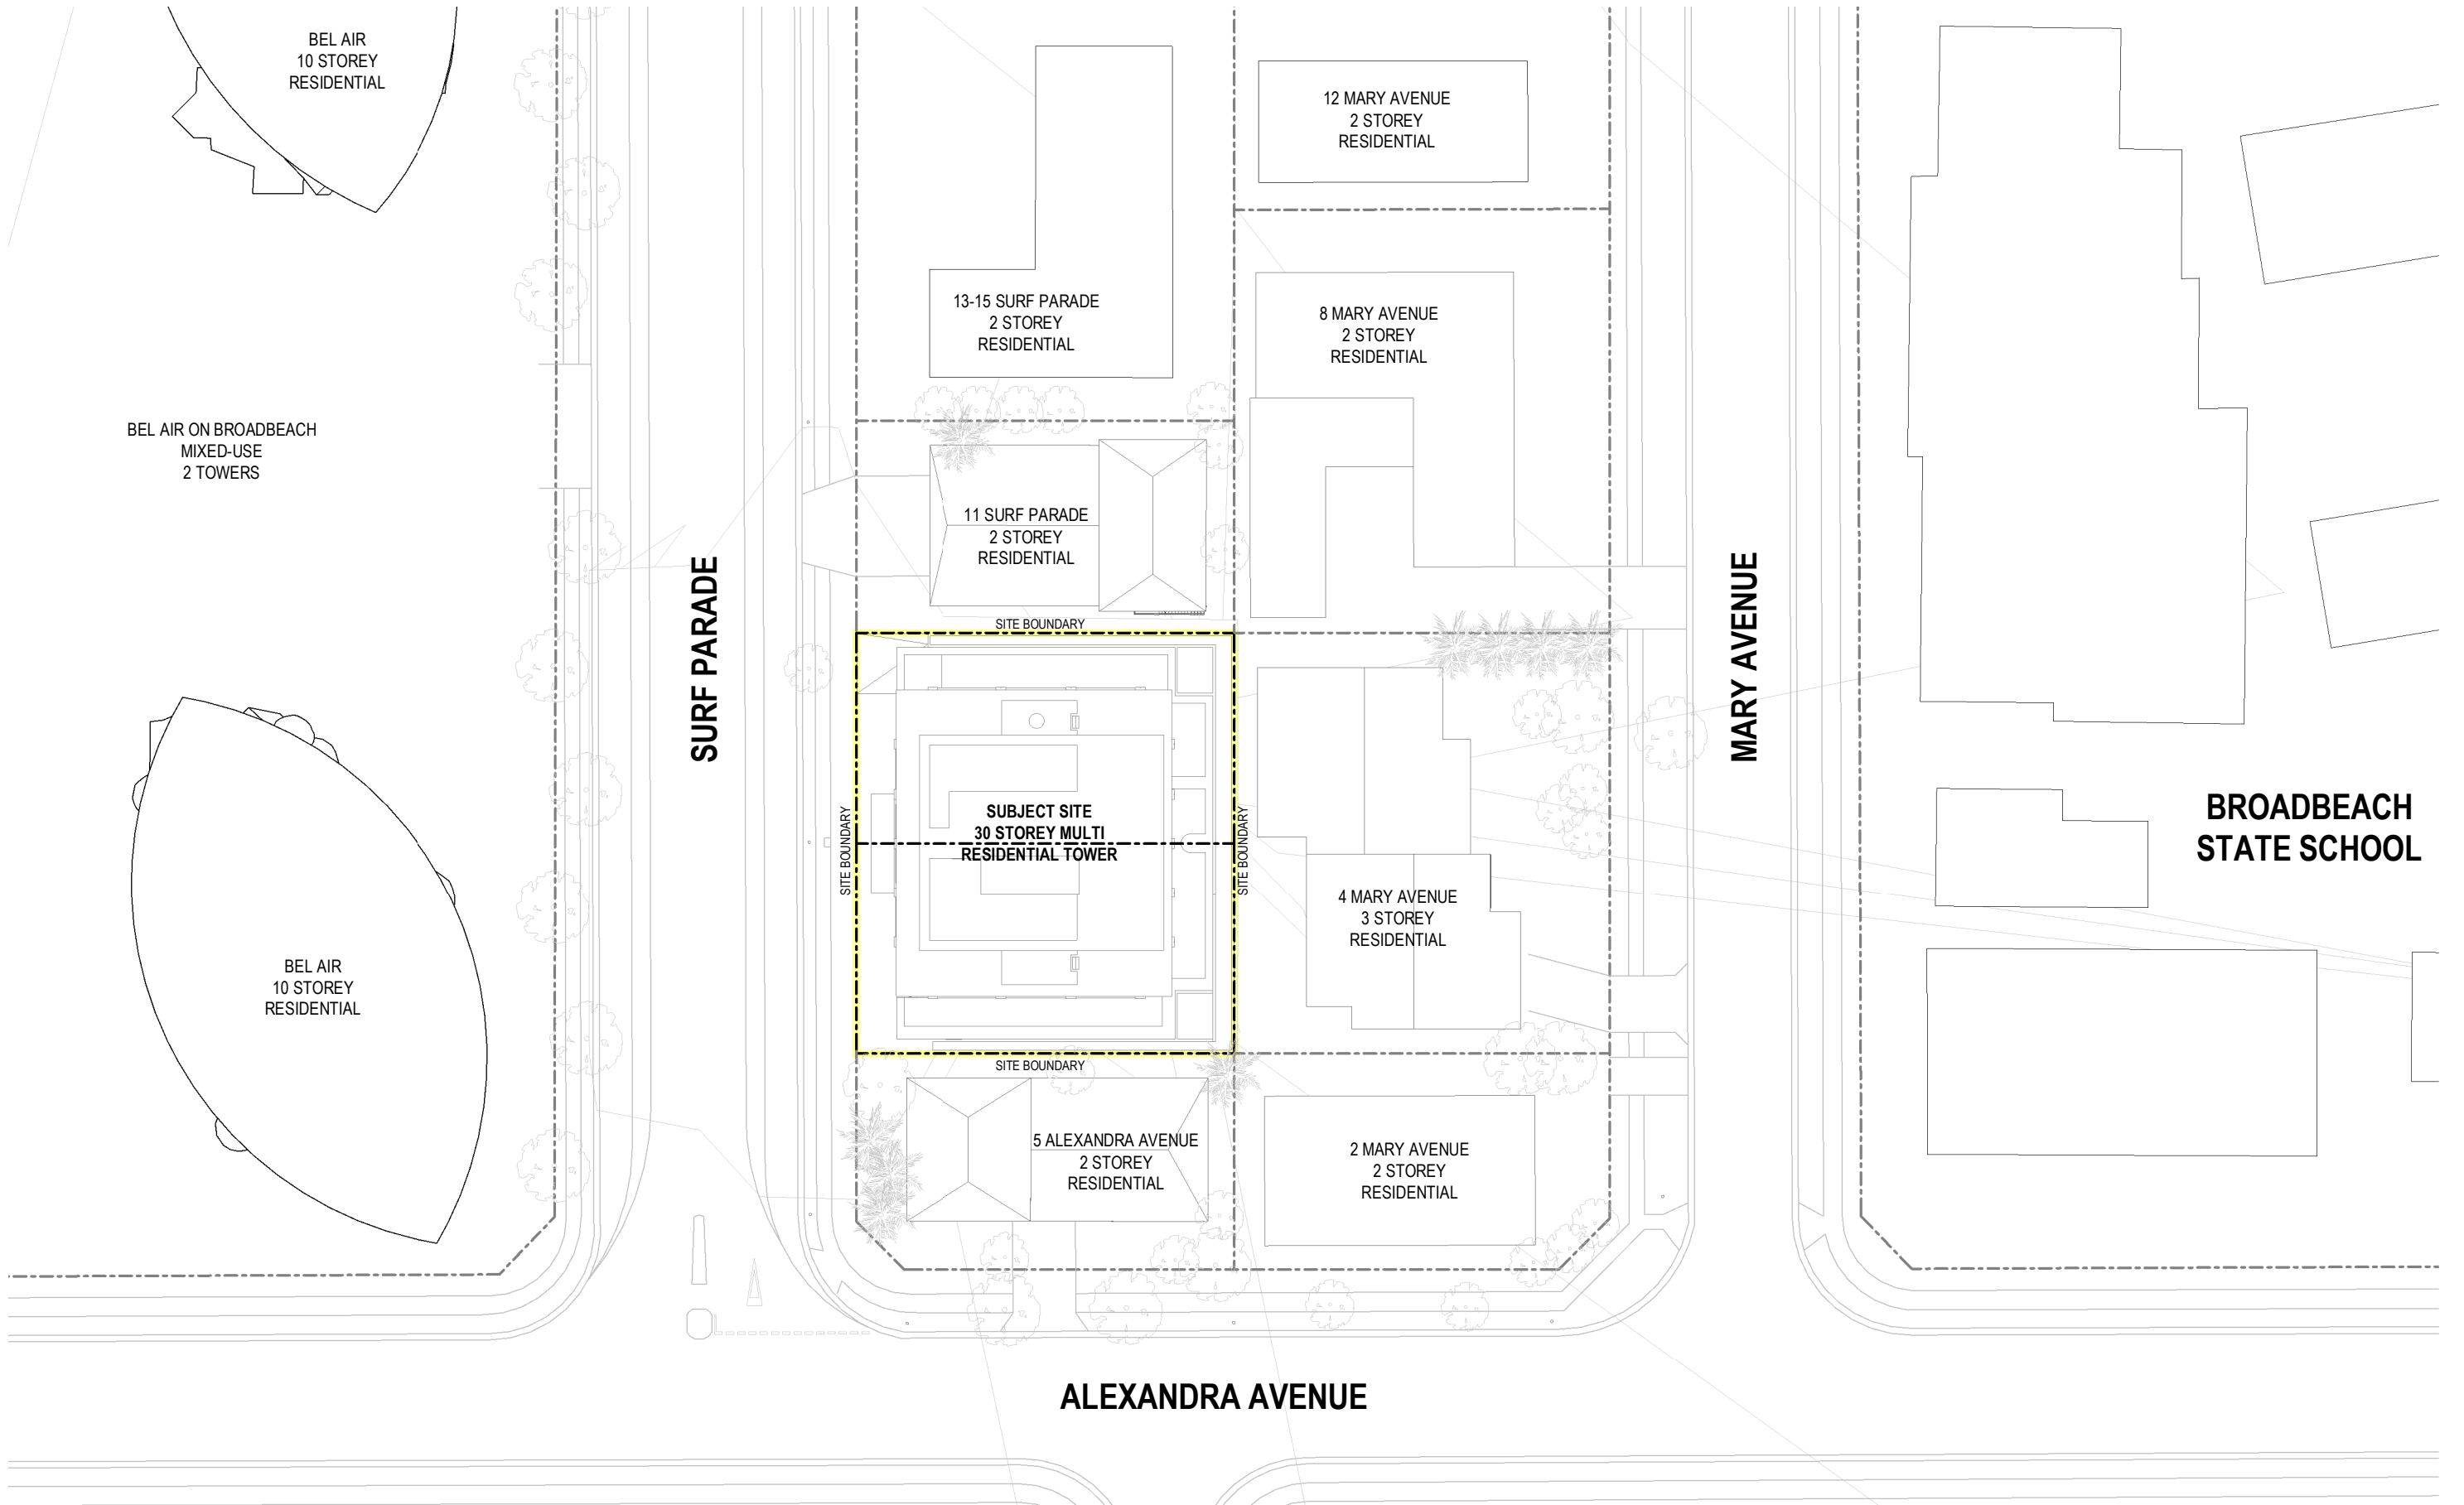 BEL AIR
10 STOREY
RESIDENTIAL
12 MARY AVENUE
2 STOREY
RESIDENTIAL
13-15 SURF PARADE
2 STOREY
RESIDENTIAL
8 MARY AVENUE
2 STOREY
RESIDENTIAL
BEL AIR ON BROADBEACH
MIXED-USE
2 TOWERS
11 SURF PARADE
2 STOREY
RESIDENTIAL
SURF PARADE
MARY AVENUE
SITE BOUNDARY
SITE BOUNDARY
SUBJECT SITE
30 STOREY MULTI
RESIDENTIAL TOWER
SITE BOUNDARY
BROADBEACH
STATE SCHOOL
4 MARY AVENUE
3 STOREY
RESIDENTIAL
BEL AIR
10 STOREY
RESIDENTIAL
SITE BOUNDARY
5 ALEXANDRA AVENUE
2 STOREY
RESIDENTIAL
2 MARY AVENUE
2 STOREY
RESIDENTIAL
ALEXANDRA AVENUE